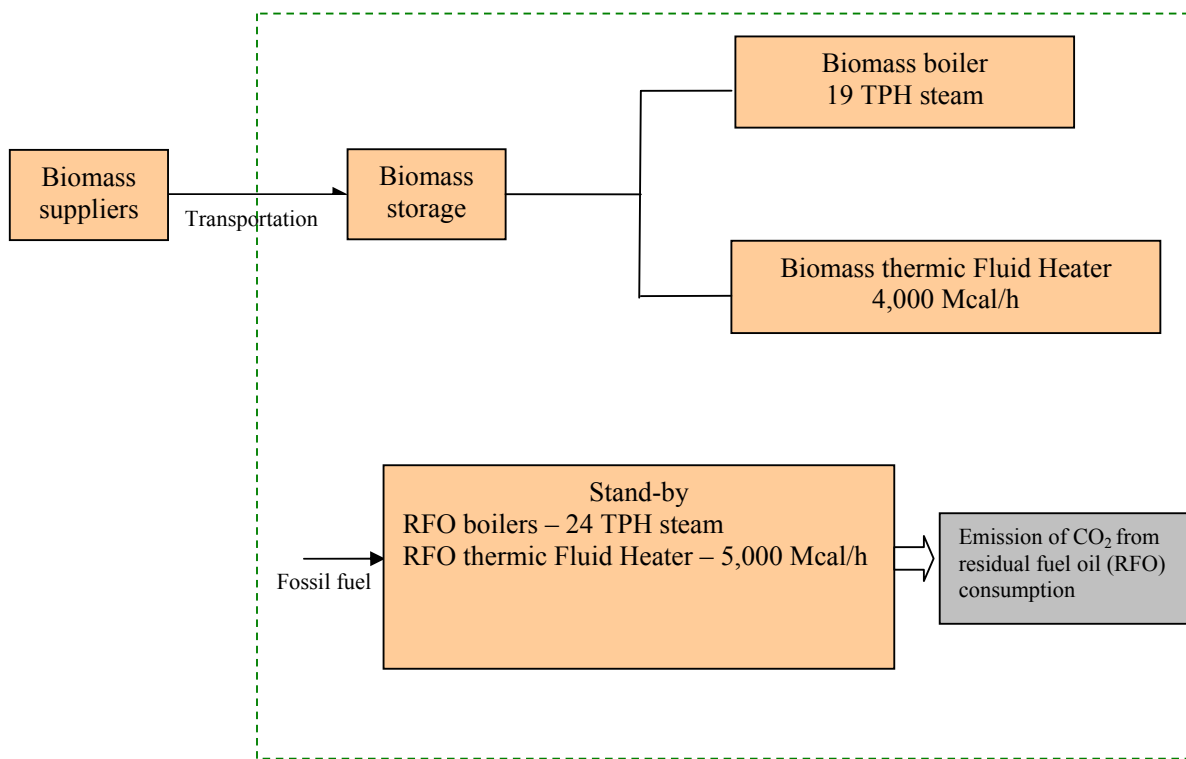 Biomass boiler
19 TPH steam
Biomass
suppliers
Transportation
Biomass
storage
Biomass thermic Fluid Heater
4,000 Mcal/h
Stand-by
RFO boilers – 24 TPH steam
RFO thermic Fluid Heater – 5,000 Mcal/h
Fossil fuel
Emission of CO₂ from
residual fuel oil (RFO)
consumption